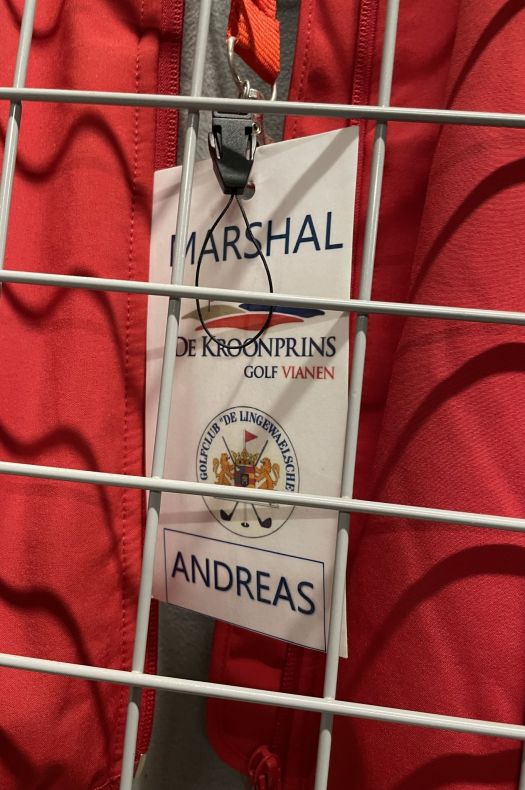 MARSHAL
DE KROONPRINS
GOLF VIANEN
GOLFCLUB "DE LINGEWAELSCHE"
ANDREAS